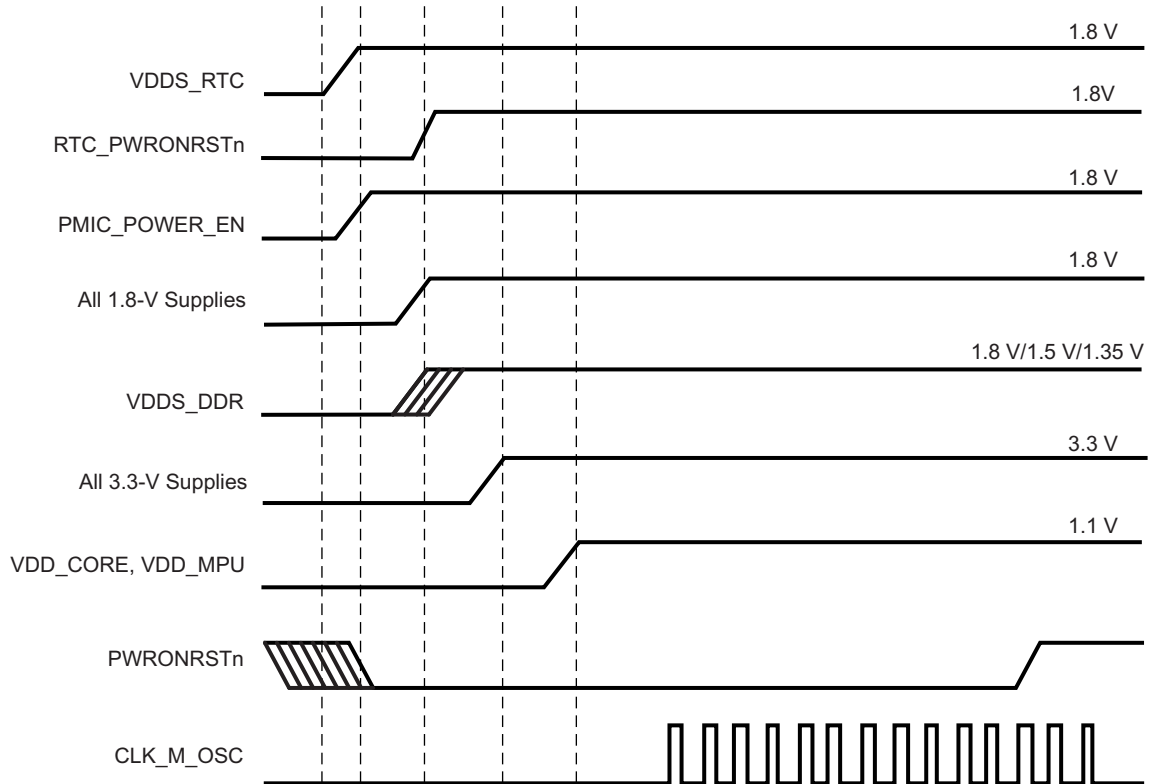 1.8 V
VDDS_RTC
1.8V
RTC_PWRONRSTn
1.8 V
PMIC_POWER_EN
1.8 V
All 1.8-V Supplies
1.8 V/1.5 V/1.35 V
VDDS_DDR
3.3 V
All 3.3-V Supplies
1.1 V
VDD_CORE, VDD_MPU
PWRONRSTn
CLK_M_OSC